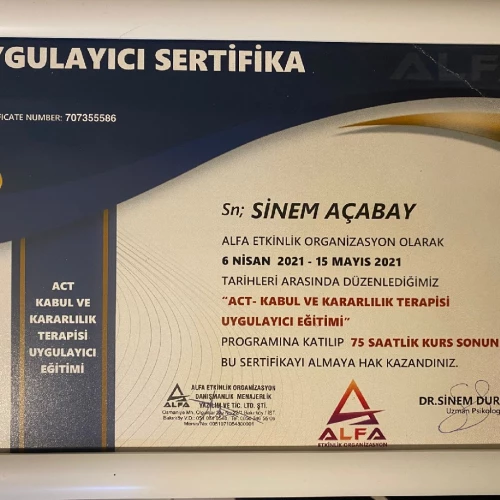 YGULAYICI SERTİFİKA
FICATE NUMBER: 707355586
ALFA
Sn; SİNEM AÇABAY
ALFA ETKİNLİK ORGANİZASYON OLARAK
6 NİSAN 2021 - 15 MAYIS 2021
TARİHLERİ ARASINDA DÜZENLEDİĞİMİZ
"ACT- KABUL VE KARARLILIK TERAPİSİ
UYGULAYICI EĞİTİMİ"
PROGRAMINA KATILIP 75 SAATLİK KURS SONUN
BU SERTİFİKAYI ALMAYA HAK KAZANDINIZ.
ACT
KABUL VE
KARARLILIK
TERAPİSİ
UYGULAYICI
EĞİTİMİ
ALFA ETKİNLİK ORGANİZASYON
DANIŞMANLIK MENAJERLİK
YAZILIM VE TİC. LTD. ŞTİ.
ALFA
ALFA
ETKİNLİK ORGANİZASYON
DR.SİNEM DUR
Uzman Psikolog